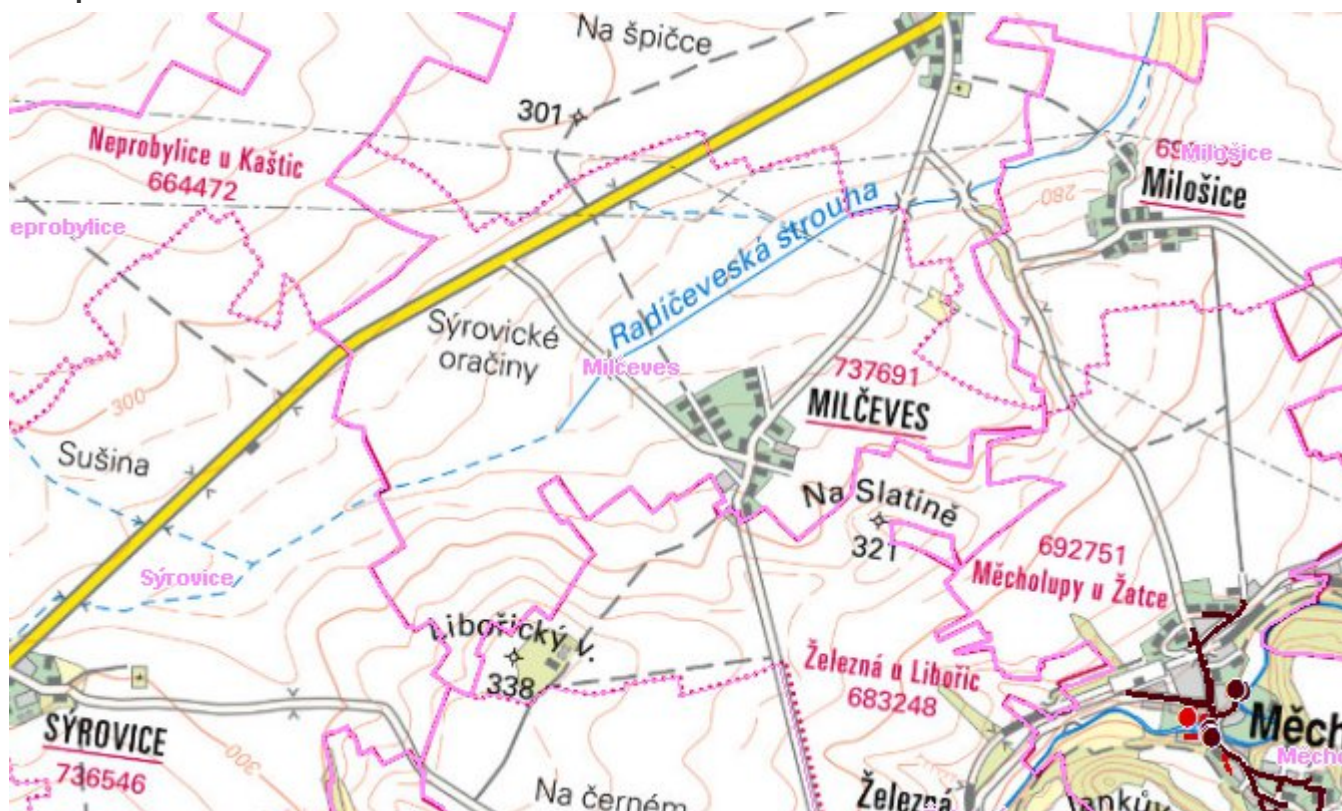 Na špičce
301
Neprobylice u Kaštic
664472
eprobylice
Milošice
Milošice
280
Radíčeveská strouha
Sýrovické
oračiny
Milčeves
737691
MILČEVES
300
Sušina
Na Slatině
321
692751
Měcholupy u Žatce
Sýrovice
Libořický v.
338
Železná u Libořic
683248
SÝROVICE
736546
300
Měch
Měcho
Na černém
Železná